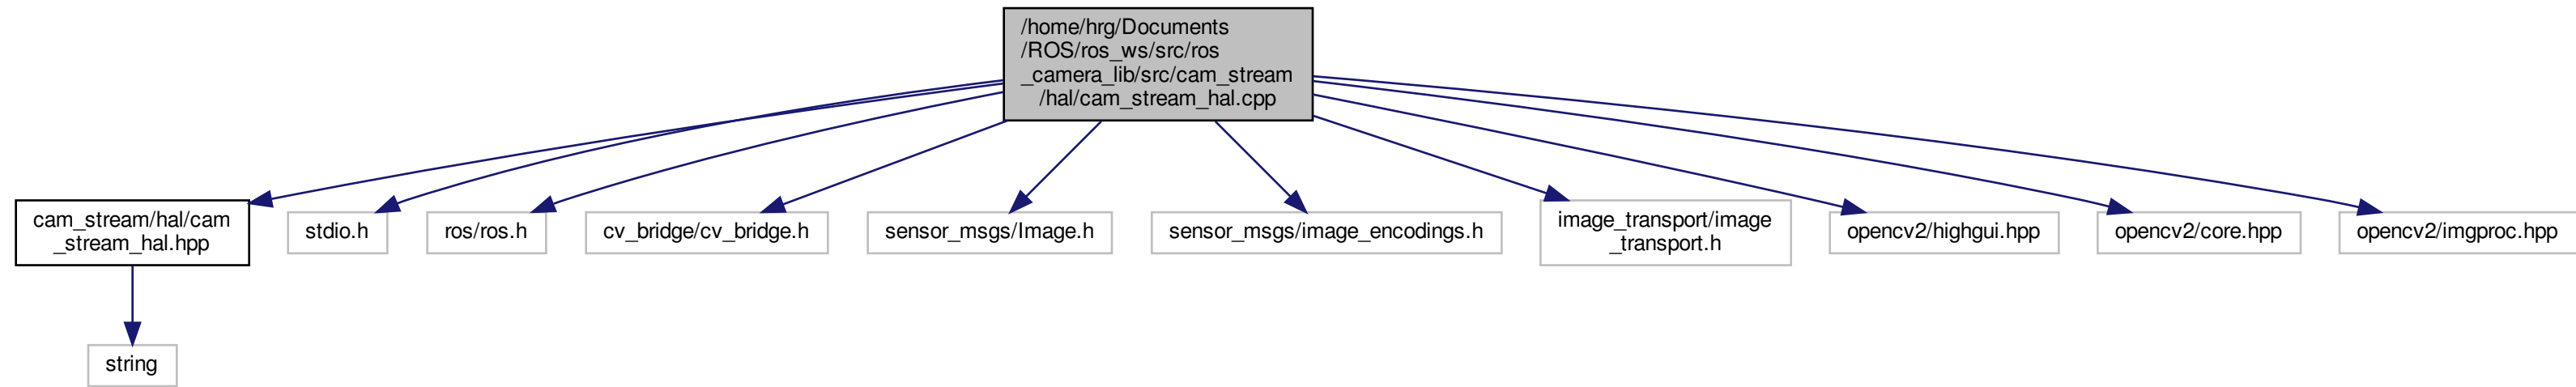 /home/hrg/Documents
/ROS/ros_ws/src/ros
_camera_lib/src/cam_stream
/hal/cam_stream_hal.cpp
cam_stream/hal/cam
_stream_hal.hpp
stdio.h
ros/ros.h
cv_bridge/cv_bridge.h
sensor_msgs/Image.h
sensor_msgs/image_encodings.h
image_transport/image
_transport.h
opencv2/highgui.hpp
opencv2/core.hpp
opencv2/imgproc.hpp
string